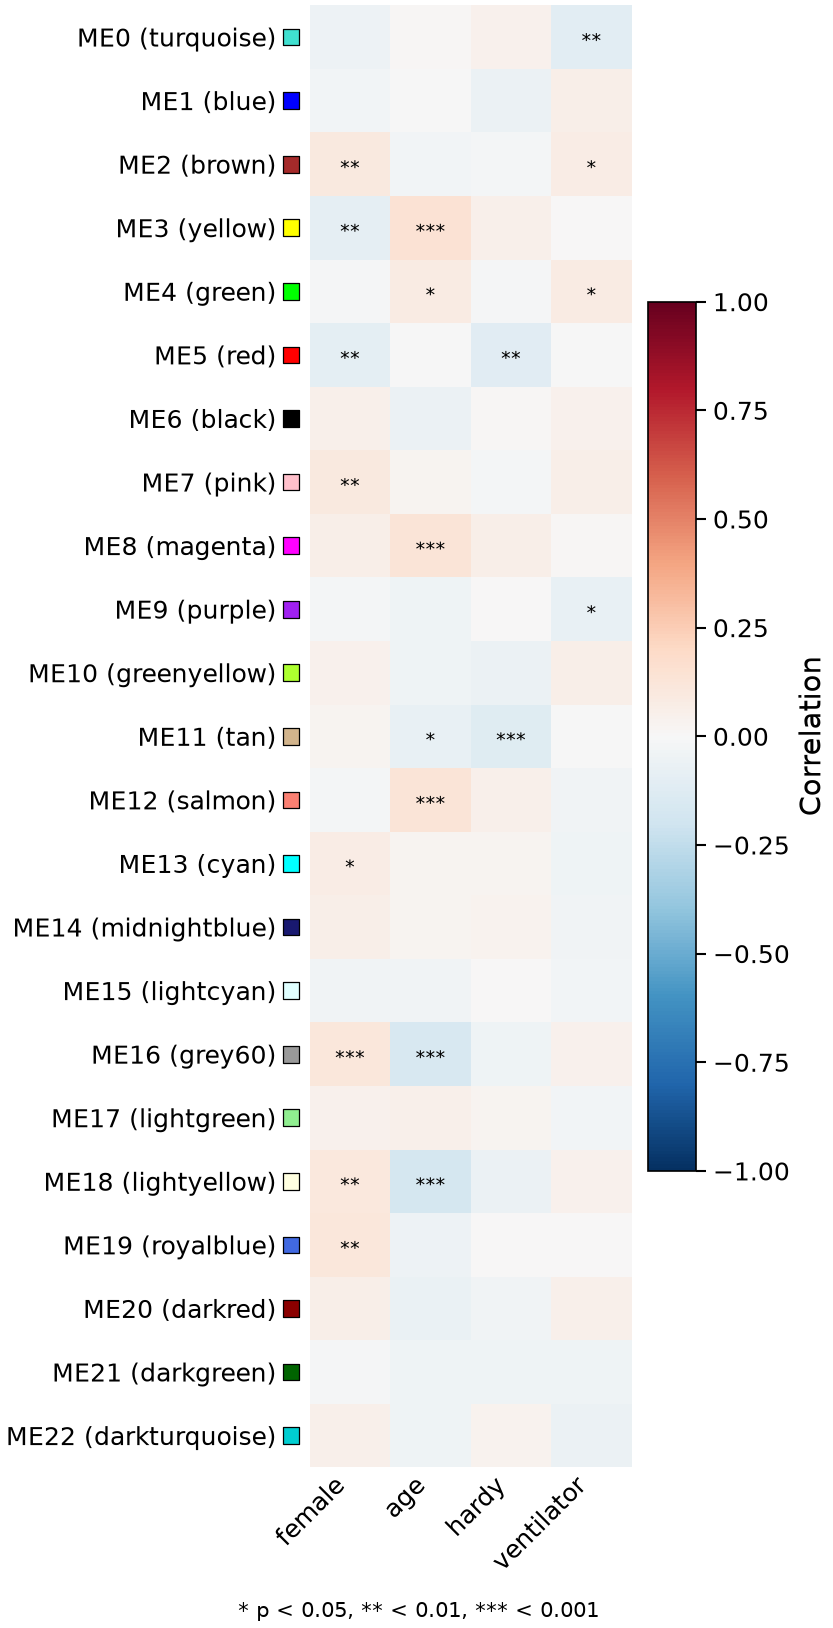 ME0 (turquoise) **
ME1 (blue)
ME2 (brown) ** *
ME3 (yellow) ** ***
ME4 (green) * *
ME5 (red) ** **
ME6 (black)
ME7 (pink) **
ME8 (magenta) ***
ME9 (purple) *
ME10 (greenyellow)
ME11 (tan) * ***
ME12 (salmon) ***
ME13 (cyan) *
ME14 (midnightblue)
ME15 (lightcyan)
ME16 (grey60) *** ***
ME17 (lightgreen)
ME18 (lightyellow) ** ***
ME19 (royalblue) **
ME20 (darkred)
ME21 (darkgreen)
ME22 (darkturquoise)
female age hardy ventilator
1.00
0.75
0.50
0.25
0.00
−0.25
−0.50
−0.75
−1.00
Correlation
* p < 0.05, ** < 0.01, *** < 0.001